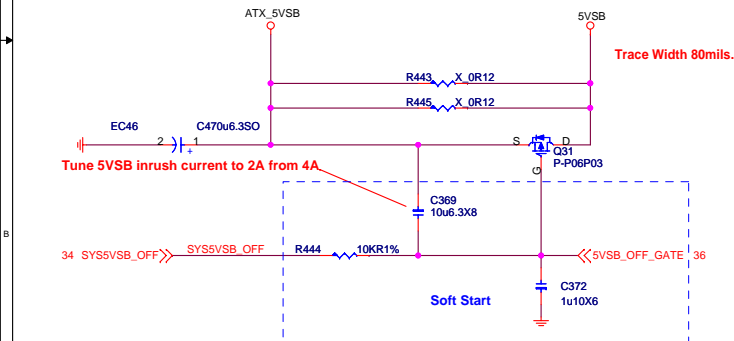 ATX_5VSB
5VSB
Trace Width 80mils.
R443 X_0R12
R445 X_0R12
EC46 C470u6.3SO
2 1
+
S D
Q31
P-P06P03
G
Tune 5VSB inrush current to 2A from 4A
C369
10u6.3X8
B
34 SYS5VSB_OFF SYS5VSB_OFF R444 10KR1% 5VSB_OFF_GATE 36
C372
1u10X6
Soft Start